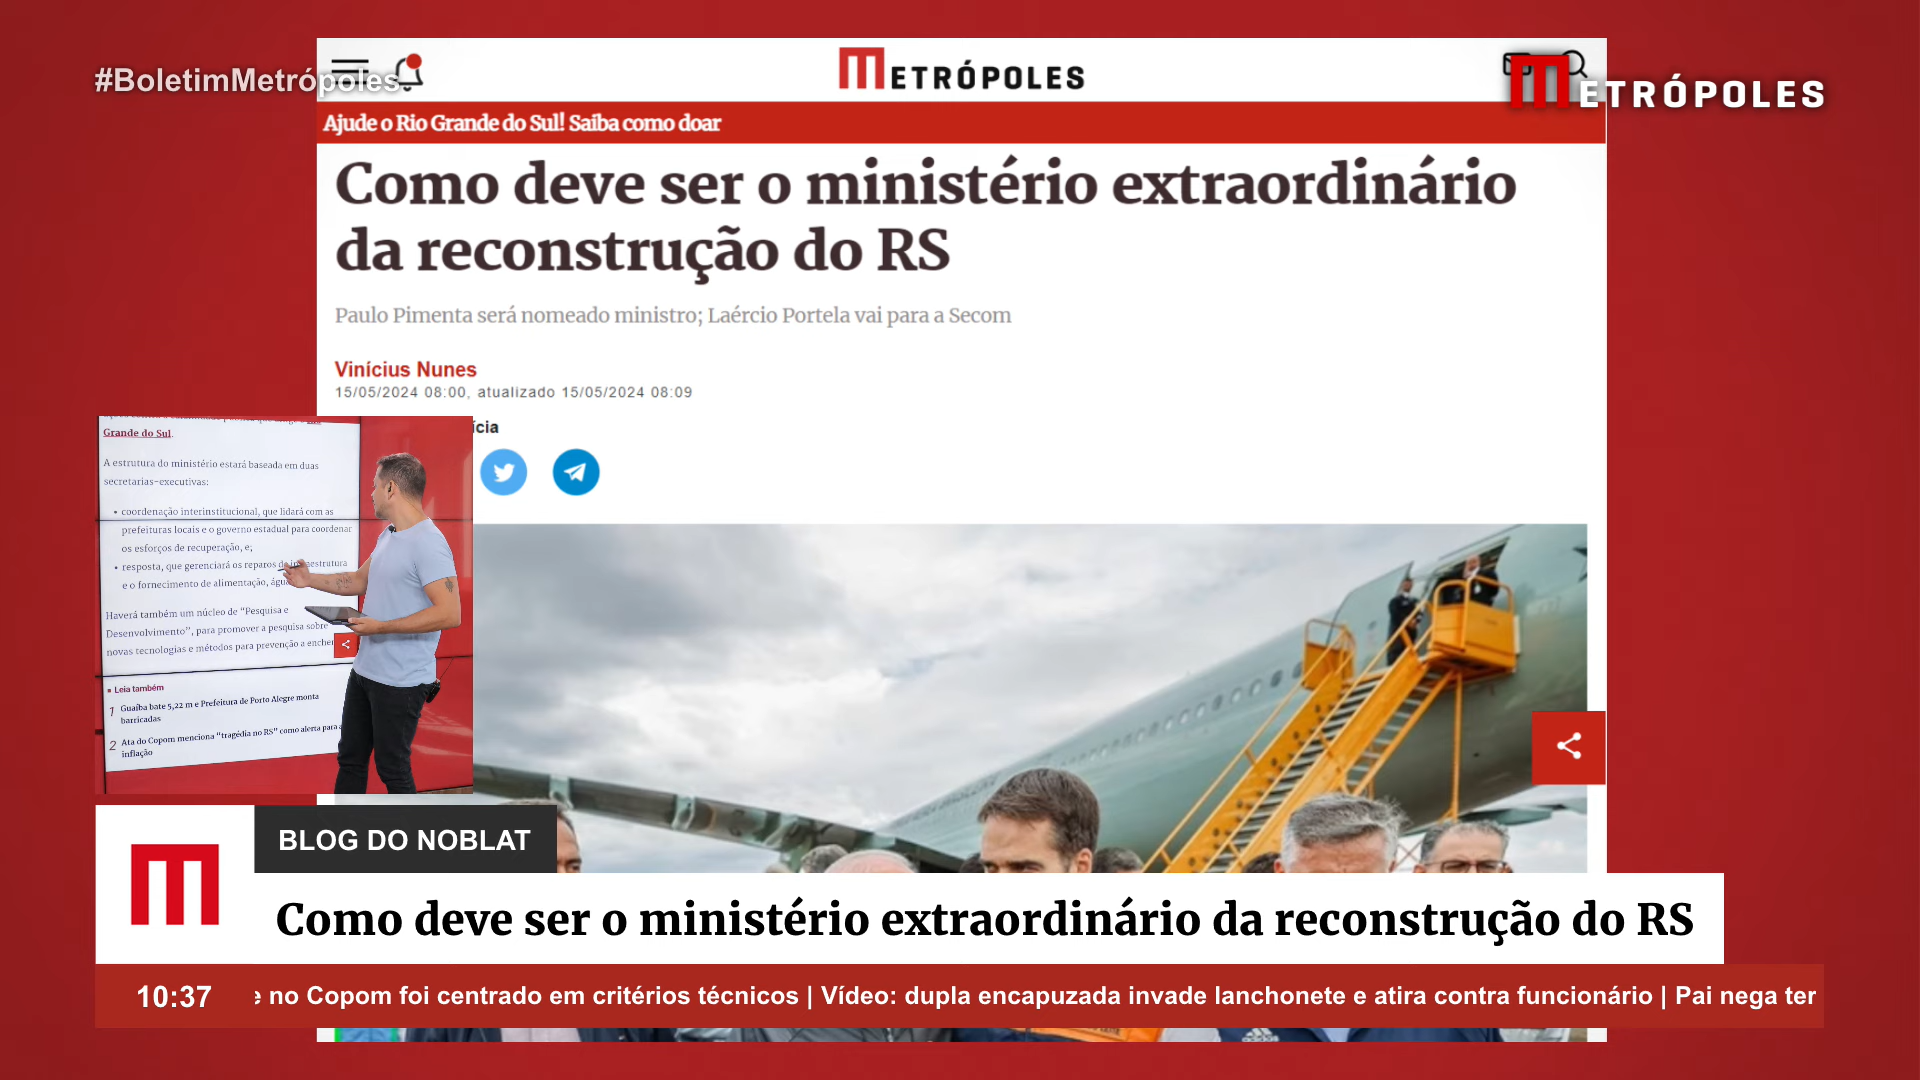 #BoletimMetrópoles
METRÓPOLES
METRÓPOLES
Ajude o Rio Grande do Sul! Saiba como doar
Como deve ser o ministério extraordinário
da reconstrução do RS
Paulo Pimenta será nomeado ministro; Laércio Portela vai para a Secom
Vinícius Nunes
15/05/2024 08:00, atualizado 15/05/2024 08:09
ícia
Grande do Sul.
A estrutura do ministério estará baseada em duas
secretarias-executivas:
• coordenação interinstitucional, que lidará com as
prefeituras locais e o governo estadual para coordenar
os esforços de recuperação, e;
• resposta, que gerenciará os reparos de infraestrutura
e o fornecimento de alimentação,
Haverá também um núcleo de "Pesquisa e
Desenvolvimento", para promover a pesquisa sobre
novas tecnologias e métodos para prevenção a
Leia também
1 Guaíba bate 5,22 m e Prefeitura de Porto Alegre monta
barricadas
2 Ata do Copom menciona "tragédia no RS" como alerta para
inflação
M
BLOG DO NOBLAT
Como deve ser o ministério extraordinário da reconstrução do RS
10:37
e no Copom foi centrado em critérios técnicos | Vídeo: dupla encapuzada invade lanchonete e atira contra funcionário | Pai nega ter